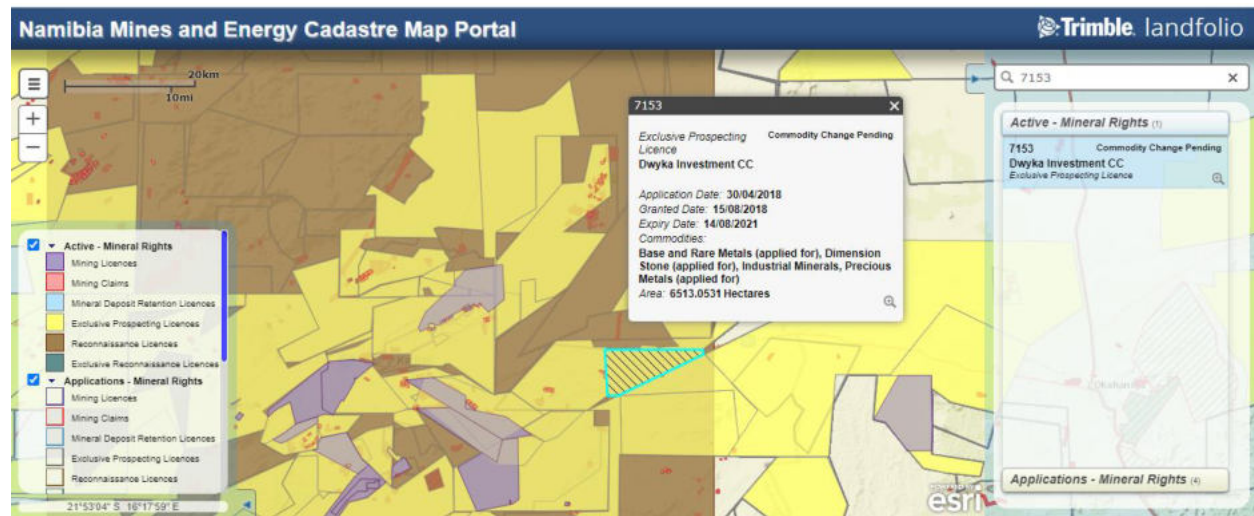 Namibia Mines and Energy Cadastre Map Portal
Trimble. landfolio
20km
10mi
7153
Exclusive Prospecting
Licence
Commodity Change Pending
Dwyka Investment CC
Application Date: 30/04/2018
Granted Date: 15/08/2018
Expiry Date: 14/08/2021
Commodities:
Base and Rare Metals (applied for), Dimension
Stone (applied for), Industrial Minerals, Precious
Metals (applied for)
Area: 6513.0531 Hectares
7153
Active - Mineral Rights (1)
7153 Commodity Change Pending
Dwyka Investment CC
Exclusive Prospecting Licence
Applications - Mineral Rights (4)
Active - Mineral Rights
Mining Licences
Mining Claims
Mineral Deposit Retention Licences
Exclusive Prospecting Licences
Reconnaissance Licences
Exclusive Reconnaissance Licences
Applications - Mineral Rights
Mining Licences
Mining Claims
Mineral Deposit Retention Licences
Exclusive Prospecting Licences
Reconnaissance Licences
21°53'04" S 16°17'59" E
esri